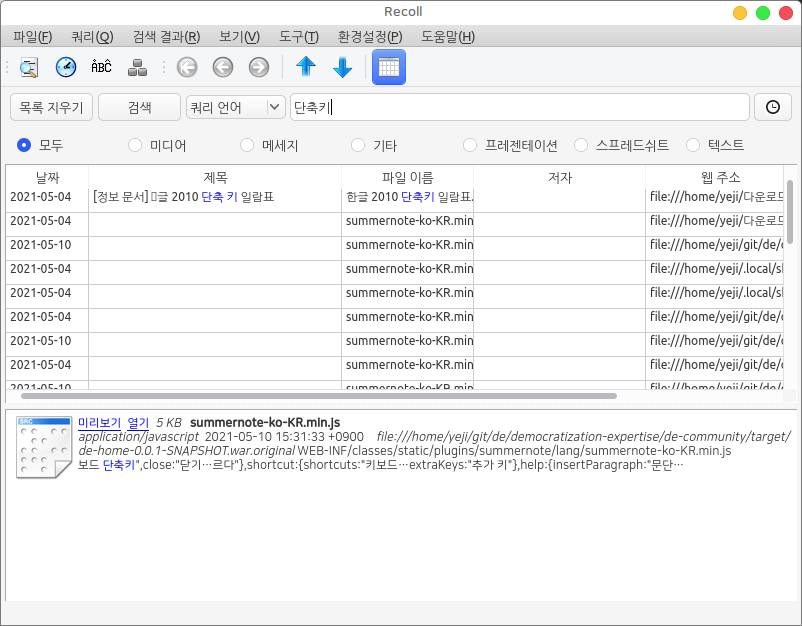 Recoll
파일(F) 쿼리(Q) 검색 결과(R) 보기(V) 도구(T) 환경설정(P) 도움말(H)
ABC
목록 지우기 검색 쿼리 언어 단축키
모두 미디어 메세지 기타 프레젠테이션 스프레드쉬트 텍스트
날짜 제목 파일 이름 저자 웹 주소
2021-05-04 [정보 문서] 글 2010 단축 키 일람표 한글 2010 단축키 일람표. file:///home/yeji/다운로드
2021-05-04 summernote-ko-KR.min file:///home/yeji/다운로드
2021-05-10 summernote-ko-KR.min file:///home/yeji/git/de/
2021-05-04 summernote-ko-KR.min file:///home/yeji/.local/sl
2021-05-04 summernote-ko-KR.min file:///home/yeji/.local/sl
2021-05-04 summernote-ko-KR.min file:///home/yeji/git/de/
2021-05-10 summernote-ko-KR.min file:///home/yeji/git/de/
2021-05-04 summernote-ko-KR.min file:///home/yeji/git/de/
2021-05-10 summernote-ko-KR.min file:///home/yeji/git/de/
SRC 미리보기 열기 5 KB summernote-ko-KR.min.js
application/javascript 2021-05-10 15:31:33 +0900 file:///home/yeji/git/de/democratization-expertise/de-community/target/
de-home-0.0.1-SNAPSHOT.war.original WEB-INF/classes/static/plugins/summernote/lang/summernote-ko-KR.min.js
보드 단축키",close:"닫기…르다"},shortcut:{shortcuts:"키보드…extraKeys:"추가 키"},help:{insertParagraph:"문단…